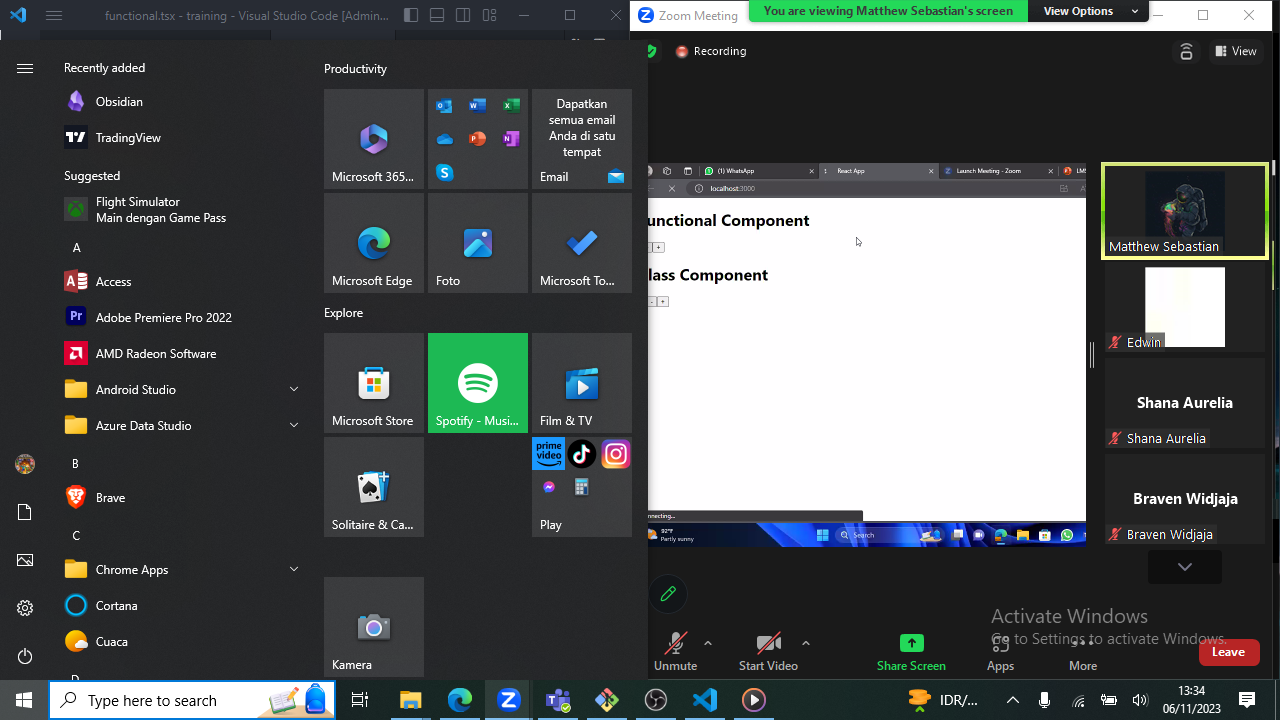 functional.tsx - training - Visual Studio Code [Admin...
Zoom Meeting
You are viewing Matthew Sebastian's screen
View Options
Recording
View
Recently added
Obsidian
TradingView
Suggested
Flight Simulator
Main dengan Game Pass
A
Access
Adobe Premiere Pro 2022
AMD Radeon Software
Android Studio
Azure Data Studio
B
Brave
C
Chrome Apps
Cortana
Cuaca
Productivity
Microsoft 365...
Dapatkan
semua email
Anda di satu
tempat
Email
Microsoft Edge
Foto
Microsoft To...
Explore
Microsoft Store
Spotify - Musi...
Film & TV
Solitaire & Ca...
prime
video
Play
Kamera
(1) WhatsApp
React App
Launch Meeting - Zoom
LMS
localhost:3000
unctional Component
+
lass Component
- +
nnecting...
92°F
Partly sunny
Search
Matthew Sebastian
Edwin
Shana Aurelia
Shana Aurelia
Braven Widjaja
Braven Widjaja
Activate Windows
Go to Settings to activate Windows.
Unmute
Start Video
Share Screen
Apps
More
Leave
Type here to search
IDR/...
13:34
06/11/2023